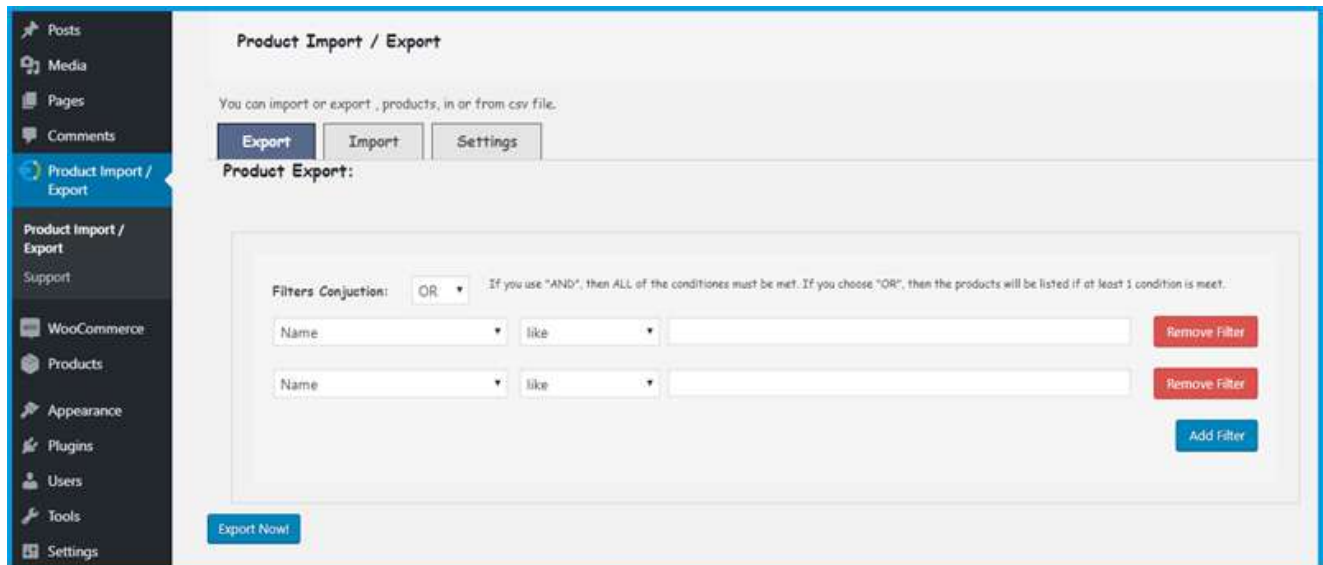 Posts
Media
Pages
Comments
Product Import /
Export
Product Import /
Export
Support
WooCommerce
Products
Appearance
Plugins
Users
Tools
Settings
Product Import / Export
You can import or export , products, in or from csv file.
Export Import Settings
Product Export:
Filters Conjuction: OR If you use "AND", then ALL of the conditiones must be met. If you choose "OR", then the products will be listed if at least 1 condition is meet.
Name like Remove Filter
Name like Remove Filter
Add Filter
Export Now!